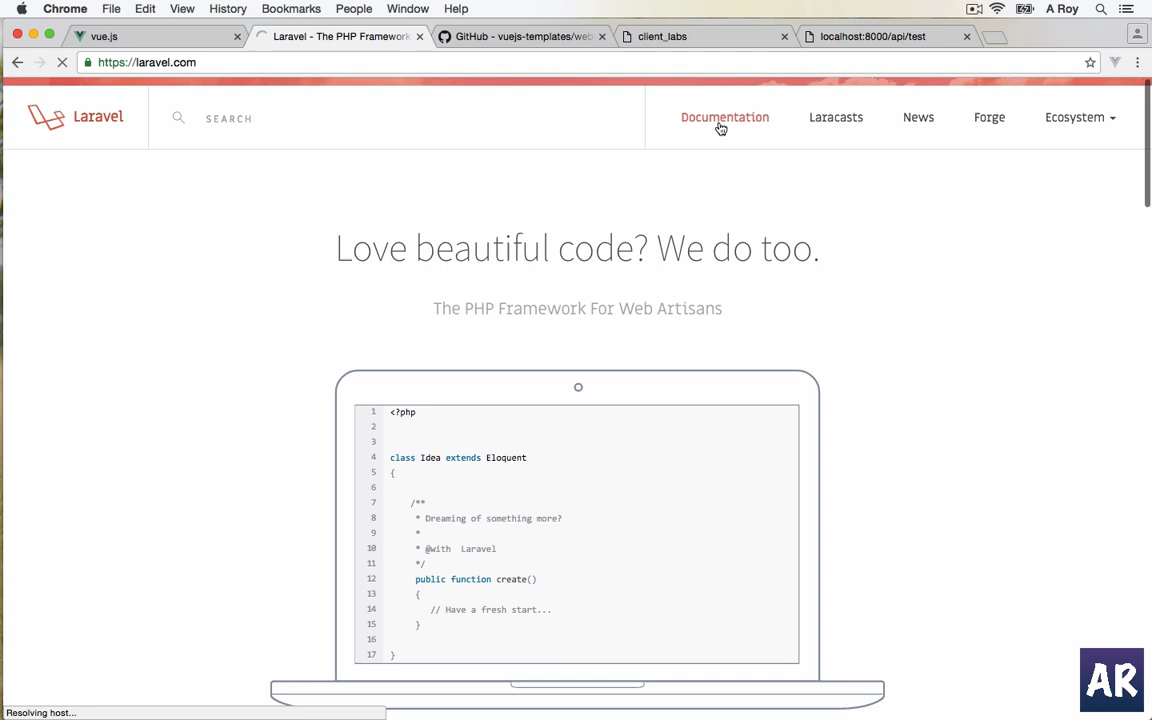 Chrome File Edit View History Bookmarks People Window Help A Roy
vue.js Laravel - The PHP Framework GitHub - vuejs-templates/web client_labs localhost:8000/api/test
https://laravel.com
Laravel SEARCH Documentation Laracasts News Forge Ecosystem
Love beautiful code? We do too.
The PHP Framework For Web Artisans
1 <?php
2
3
4 class Idea extends Eloquent
5 {
6
7 /**
8 * Dreaming of something more?
9 *
10 * @with Laravel
11 */
12 public function create()
13 {
14 // Have a fresh start...
15 }
16
17 }
AR
Resolving host...